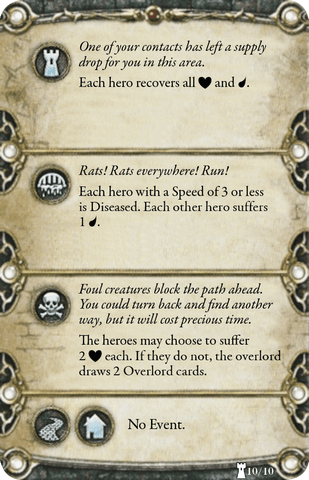 One of your contacts has left a supply
drop for you in this area.
Each hero recovers all and .
Rats! Rats everywhere! Run!
Each hero with a Speed of 3 or less
is Diseased. Each other hero suffers
1 .
Foul creatures block the path ahead.
You could turn back and find another
way, but it will cost precious time.
The heroes may choose to suffer
2 each. If they do not, the overlord
draws 2 Overlord cards.
No Event.
10/10